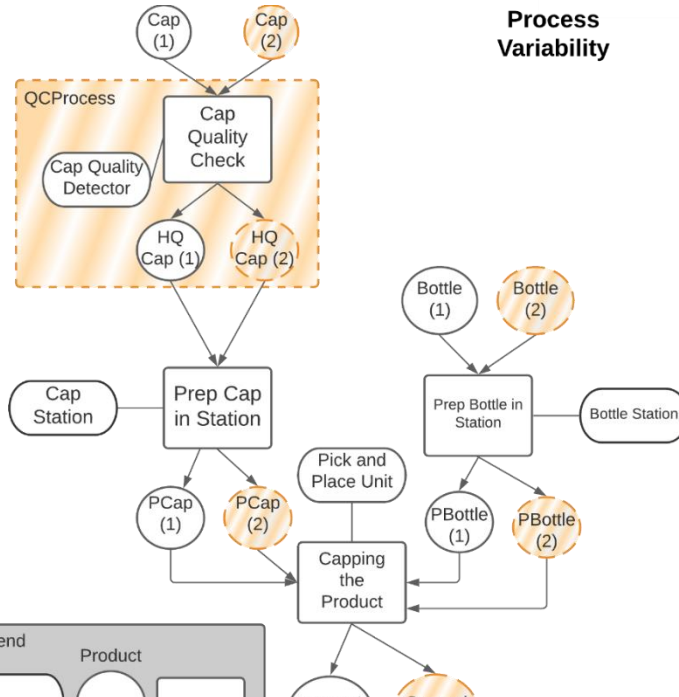 Process
Variability
Cap
(1)
Cap
(2)
QCProcess
Cap
Quality
Check
Cap Quality
Detector
HQ
Cap (1)
HQ
Cap (2)
Bottle
(1)
Bottle
(2)
Cap
Station
Prep Cap
in Station
Prep Bottle in
Station
Bottle Station
Pick and
Place Unit
PCap
(1)
PCap
(2)
PBottle
(1)
PBottle
(2)
Capping
the
Product
end
Product